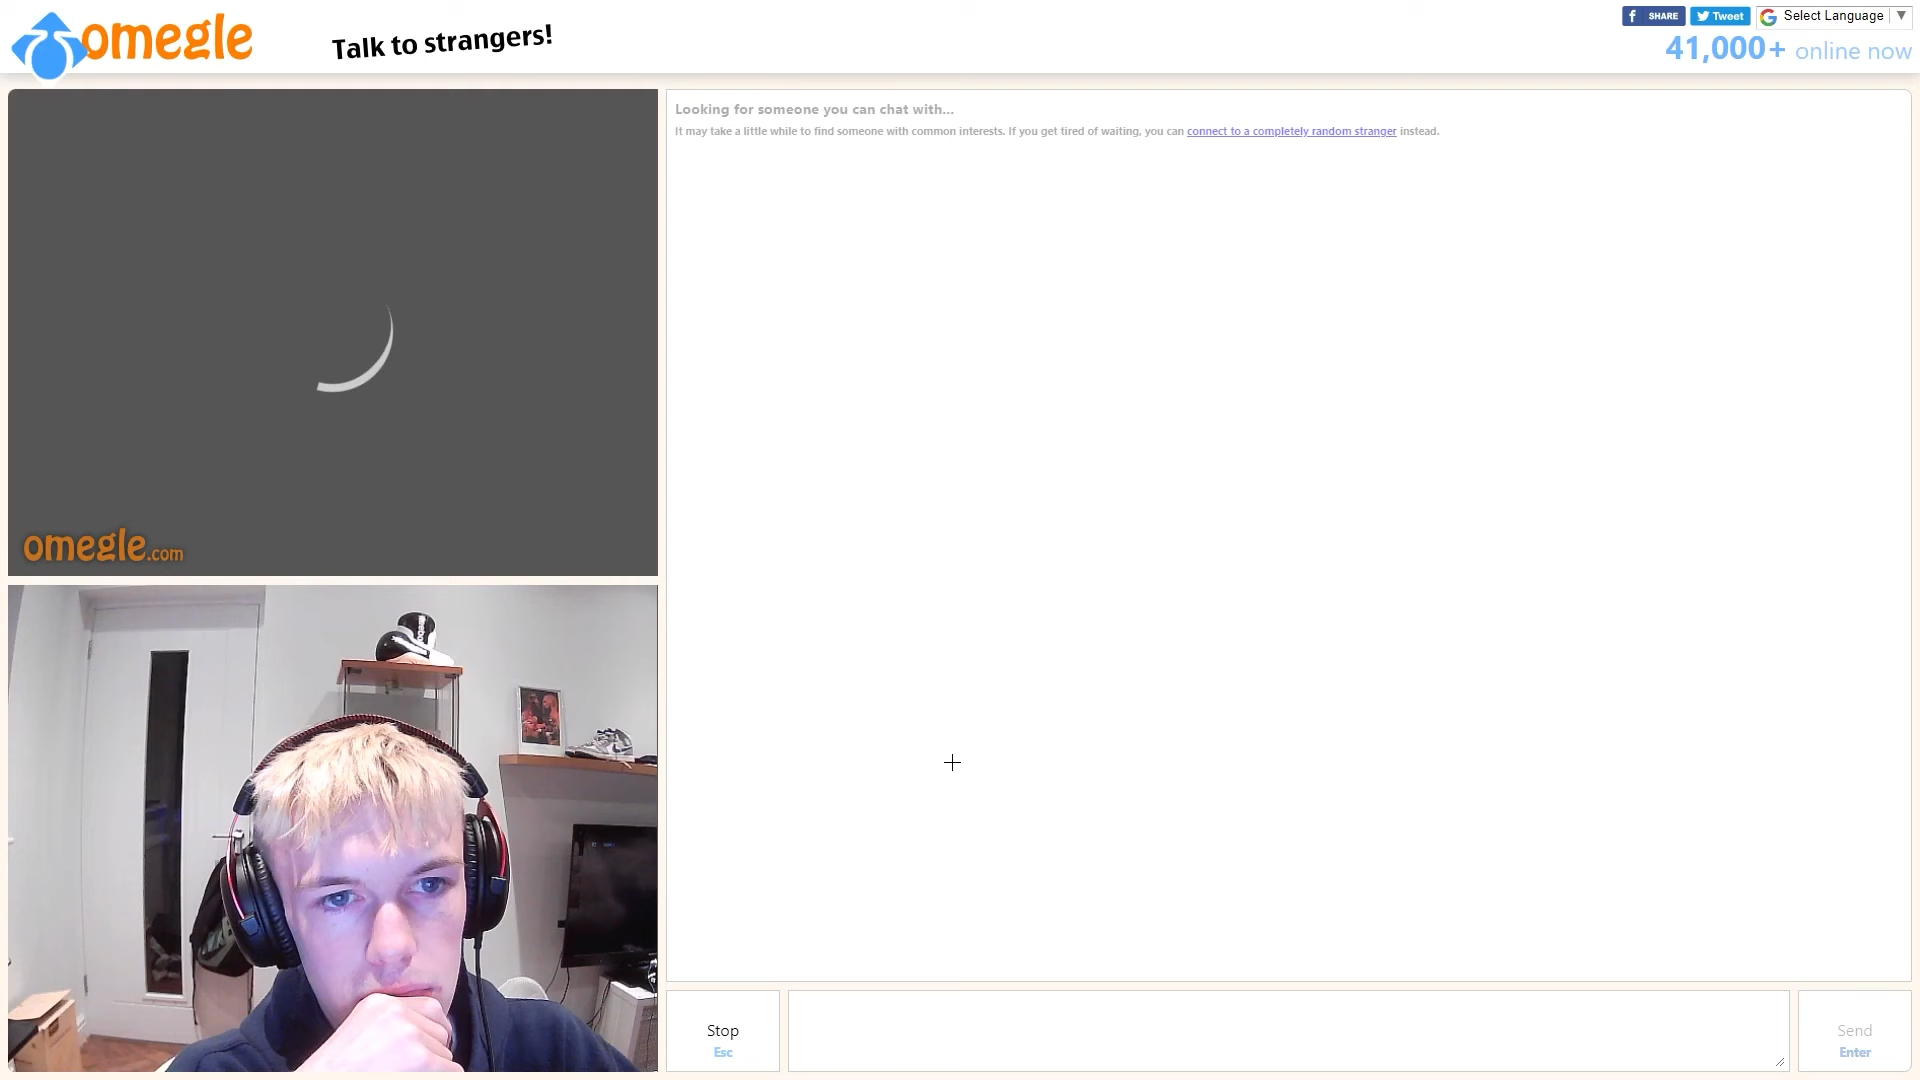 omegle
Talk to strangers!
SHARE
Tweet
Select Language
41,000+ online now
Looking for someone you can chat with...
It may take a little while to find someone with common interests. If you get tired of waiting, you can connect to a completely random stranger instead.
omegle.com
Stop
Esc
Send
Enter